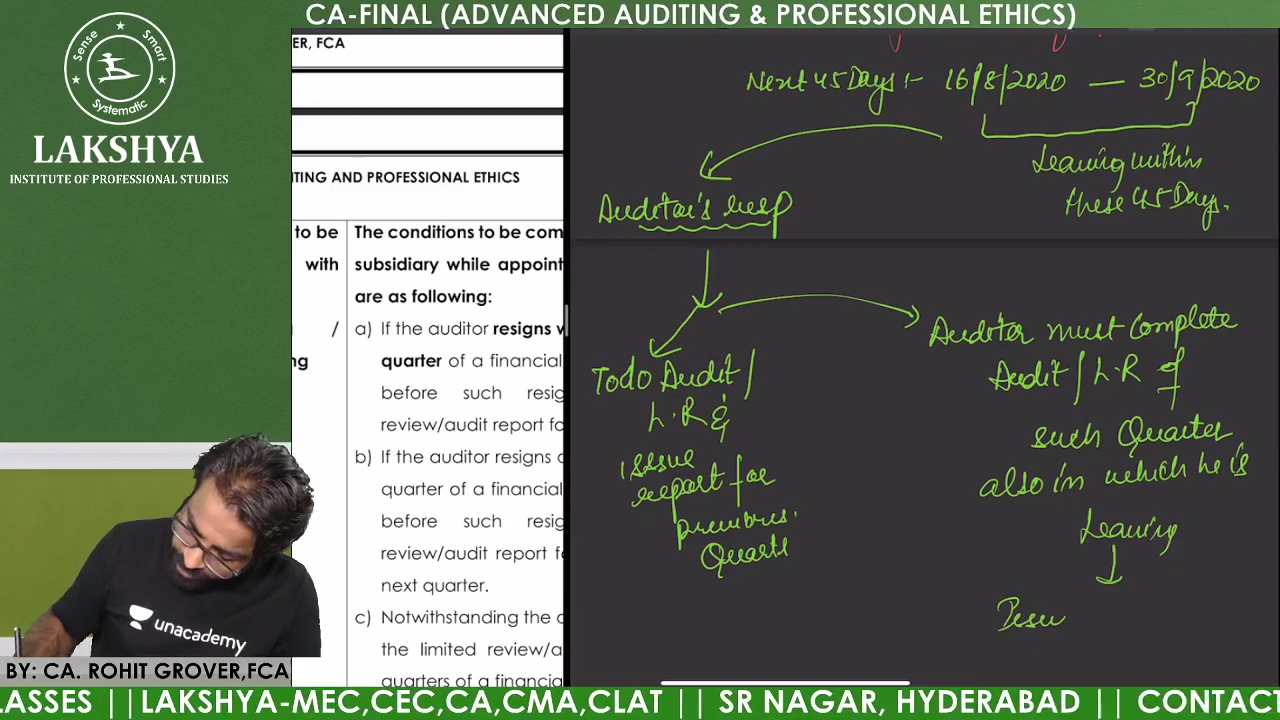 CA-FINAL (ADVANCED AUDITING & PROFESSIONAL ETHICS)
Sense
Smart
Systematic
LAKSHYA
INSTITUTE OF PROFESSIONAL STUDIES
ER, FCA
ITING AND PROFESSIONAL ETHICS
to be
with
/
ng
The conditions to be com
subsidiary while appoint
are as following:
a) If the auditor resigns w
quarter of a financial
before such resig
review/audit report fo
b) If the auditor resigns a
quarter of a financial
before such resig
review/audit report fo
next quarter.
c) Notwithstanding the a
the limited review/a
quarters of a financia
Next 45 Days :- 16/8/2020 — 30/9/2020
Leaving within
these 45 Days.
Auditor's resp
To do Audit /
L.R &
issue
report for
Quarte
Auditor must complete
Audit / L.R of
such Quarter
also in which he is
Leaving
unacademy
BY: CA. ROHIT GROVER,FCA
LASSES || LAKSHYA-MEC,CEC,CA,CMA,CLAT || SR NAGAR, HYDERABAD || CONTACT